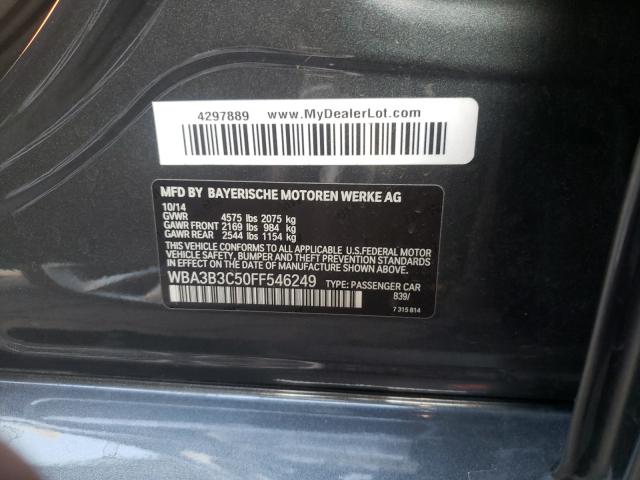 4297889 www.MyDealerLot.com
MFD BY BAYERISCHE MOTOREN WERKE AG
10/14
GVWR 4575 lbs 2075 kg
GAWR FRONT 2169 lbs 984 kg
GAWR REAR 2544 lbs 1154 kg
THIS VEHICLE CONFORMS TO ALL APPLICABLE U.S.FEDERAL MOTOR
VEHICLE SAFETY, BUMPER, AND THEFT PREVENTION STANDARDS
IN EFFECT ON THE DATE OF MANUFACTURE SHOWN ABOVE.
WBA3B3C50FF546249 TYPE: PASSENGER CAR
839/
7 315 814